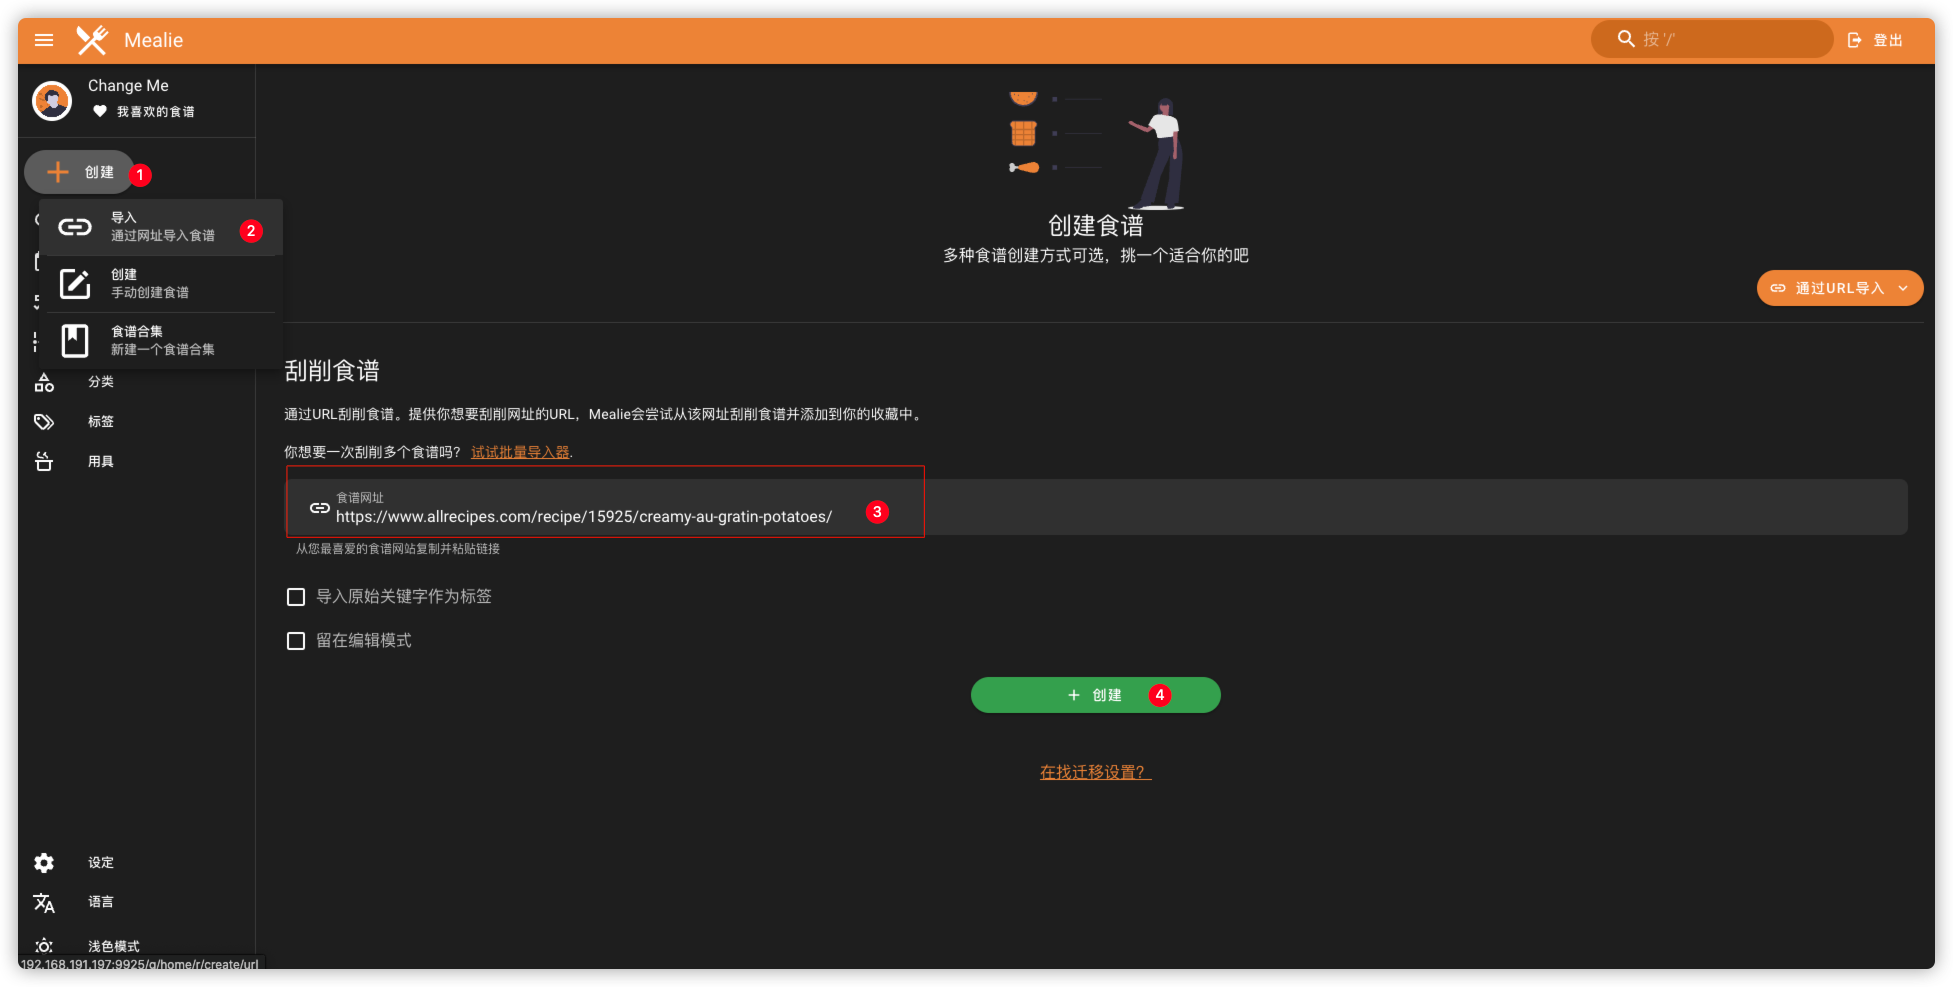 Mealie
按 '/'
登出
Change Me
我喜欢的食谱
创建
1
导入
通过网址导入食谱
2
创建
手动创建食谱
食谱合集
新建一个食谱合集
分类
标签
用具
设定
语言
浅色模式
192.168.191.197:9925/g/home/r/create/url
创建食谱
多种食谱创建方式可选，挑一个适合你的吧
通过URL导入
刮削食谱
通过URL刮削食谱。提供你想要刮削网址的URL，Mealie会尝试从该网址刮削食谱并添加到你的收藏中。
你想要一次刮削多个食谱吗？ 试试批量导入器.
食谱网址
https://www.allrecipes.com/recipe/15925/creamy-au-gratin-potatoes/
3
从您最喜爱的食谱网站复制并粘贴链接
导入原始关键字作为标签
留在编辑模式
创建
4
在找迁移设置？